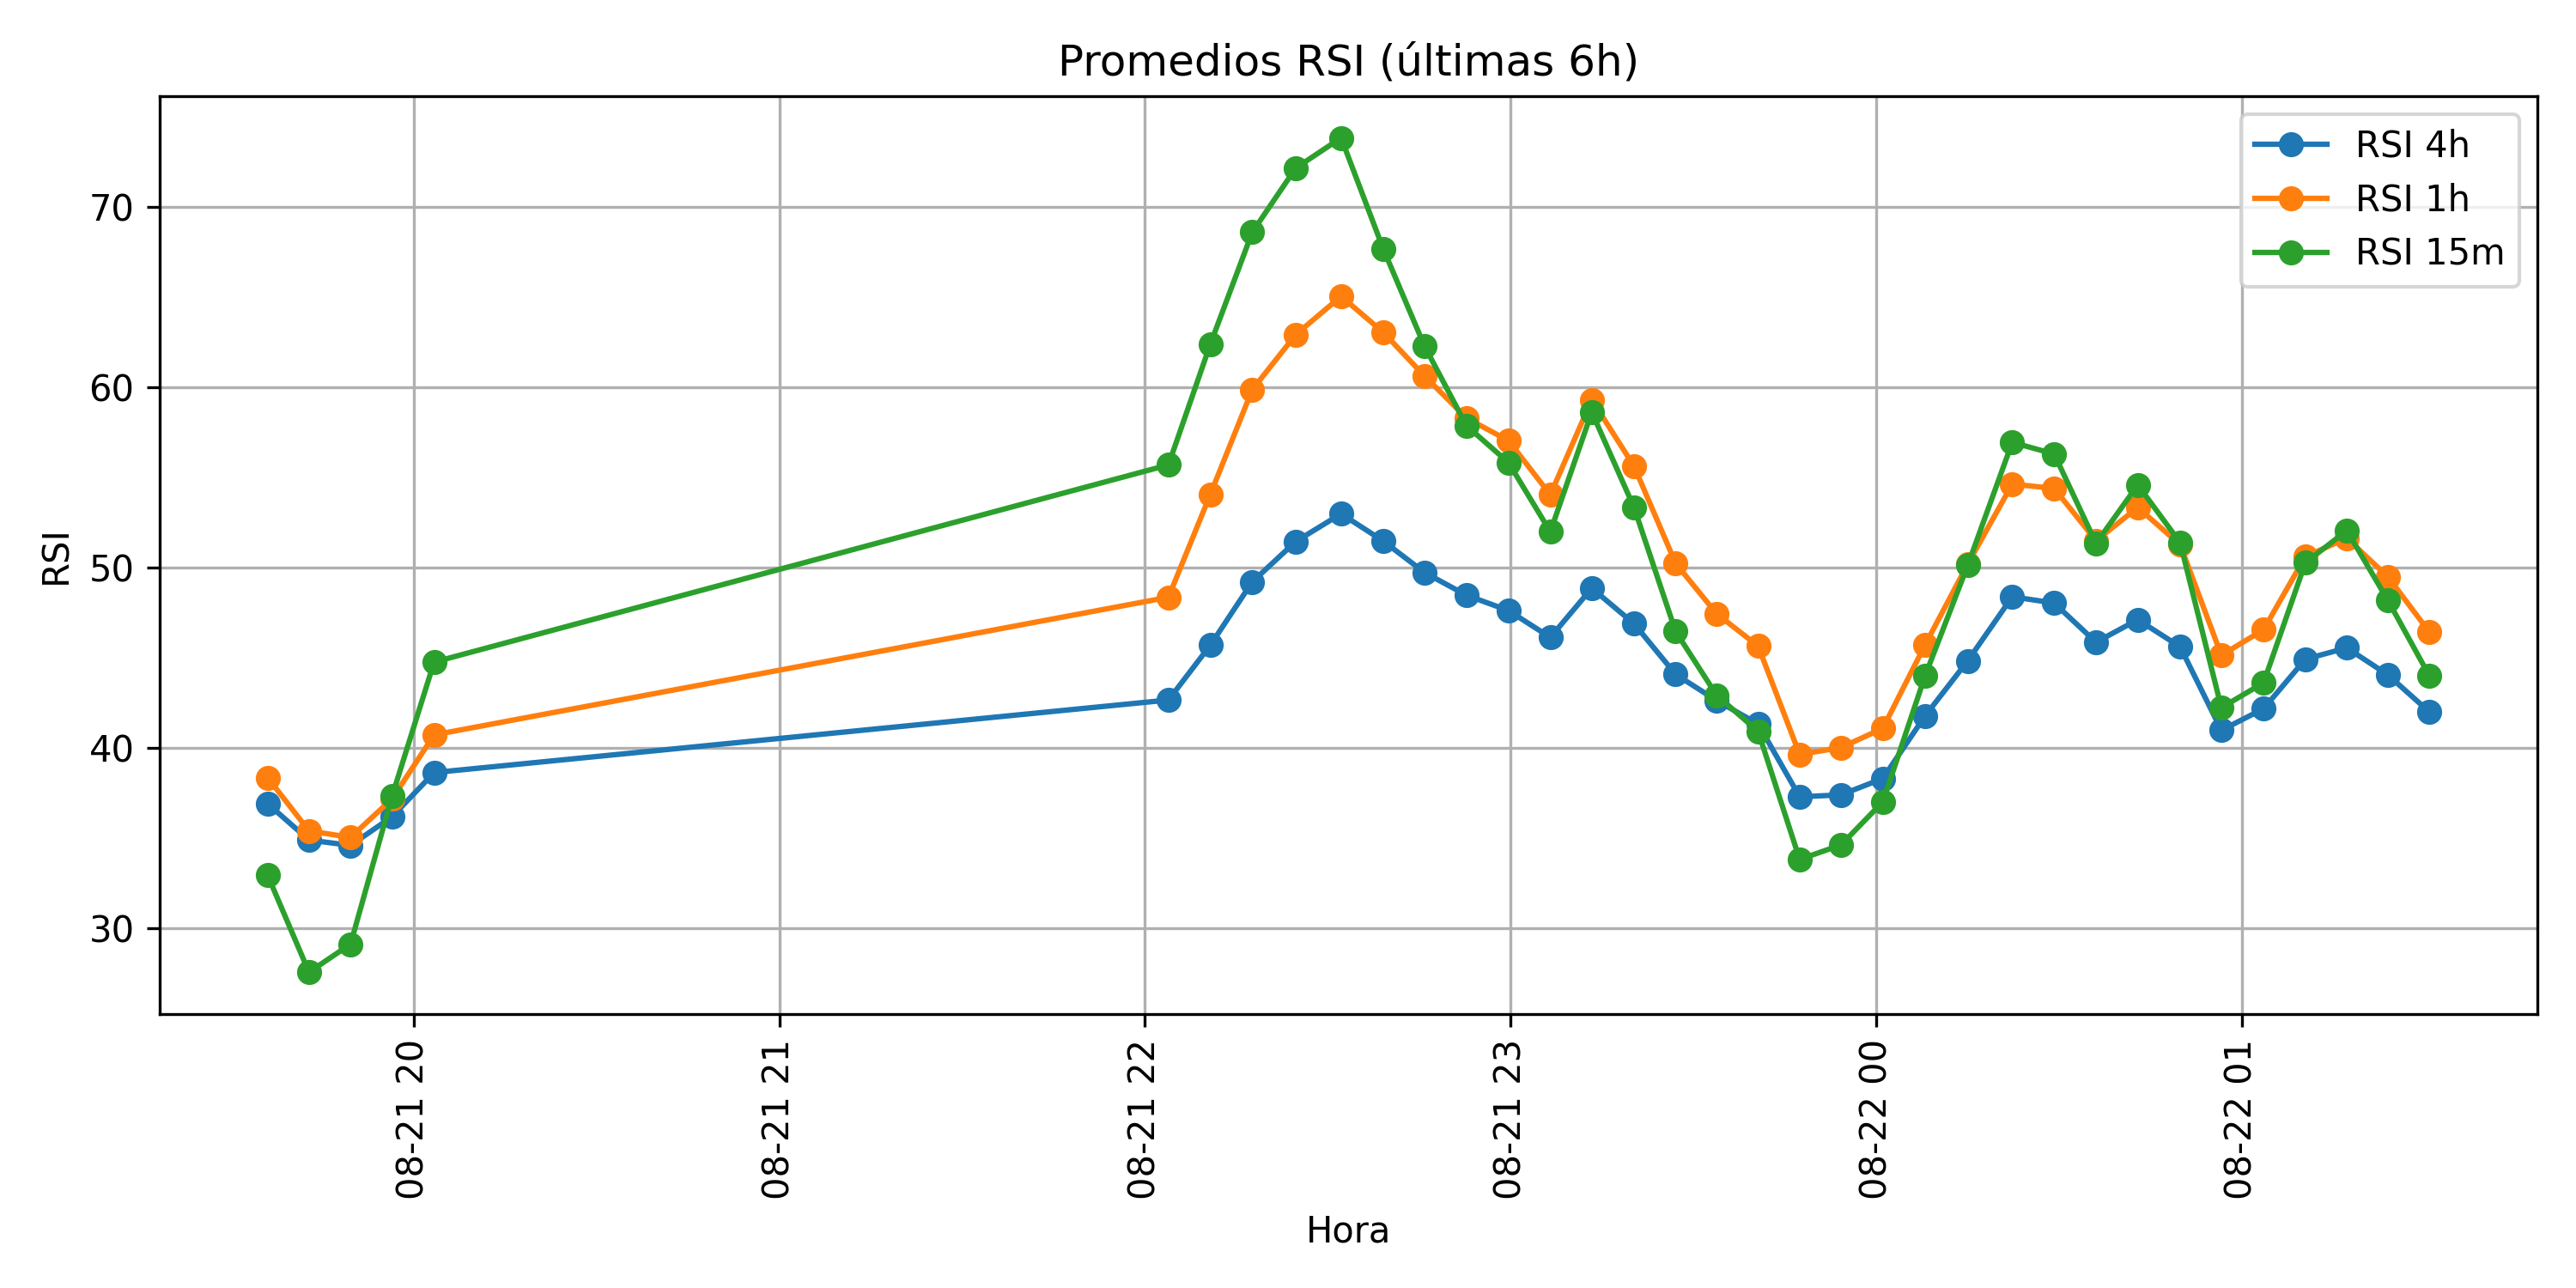 Promedios RSI (últimas 6h)
RSI 4h
RSI 1h
RSI 15m
RSI
70
60
50
40
30
08-21 20
08-21 21
08-21 22
08-21 23
08-22 00
08-22 01
Hora